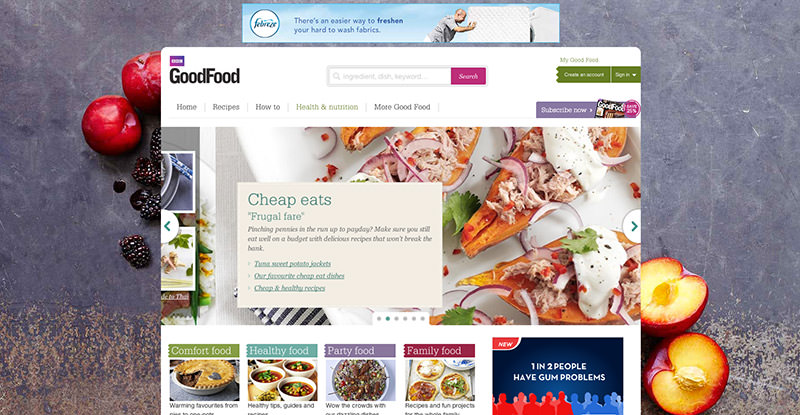 febreze
There's an easier way to freshen
your hard to wash fabrics.
BBC
GoodFood
ingredient, dish, keyword...
Search
My Good Food
Create an account
Sign in
Home
Recipes
How to
Health & nutrition
More Good Food
Subscribe now ›
GoodFood
SAVE
25%
Cheap eats
"Frugal fare"
Pinching pennies in the run up to payday? Make sure you still
eat well on a budget with delicious recipes that won't break the
bank.
› Tuna sweet potato jackets
› Our favourite cheap eat dishes
› Cheap & healthy recipes
de to Thai
Comfort food
Warming favourites from
pies to one-pots
Healthy food
Healthy tips, guides and
recipes
Party food
Wow the crowds with
our dazzling dishes
Family food
Recipes and fun projects
for the whole family
NEW
1 IN 2 PEOPLE
HAVE GUM PROBLEMS